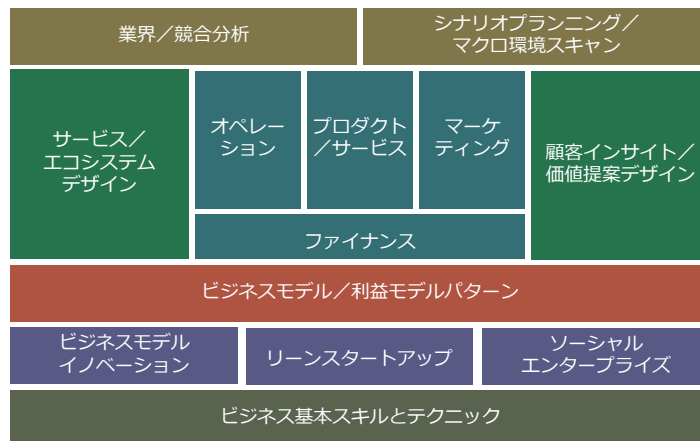 業界／競合分析
シナリオプランニング／
マクロ環境スキャン
サービス／
エコシステム
デザイン
オペレー
ション
プロダクト
／サービス
マーケ
ティング
顧客インサイト／
価値提案デザイン
ファイナンス
ビジネスモデル／利益モデルパターン
ビジネスモデル
イノベーション
リーンスタートアップ
ソーシャル
エンタープライズ
ビジネス基本スキルとテクニック